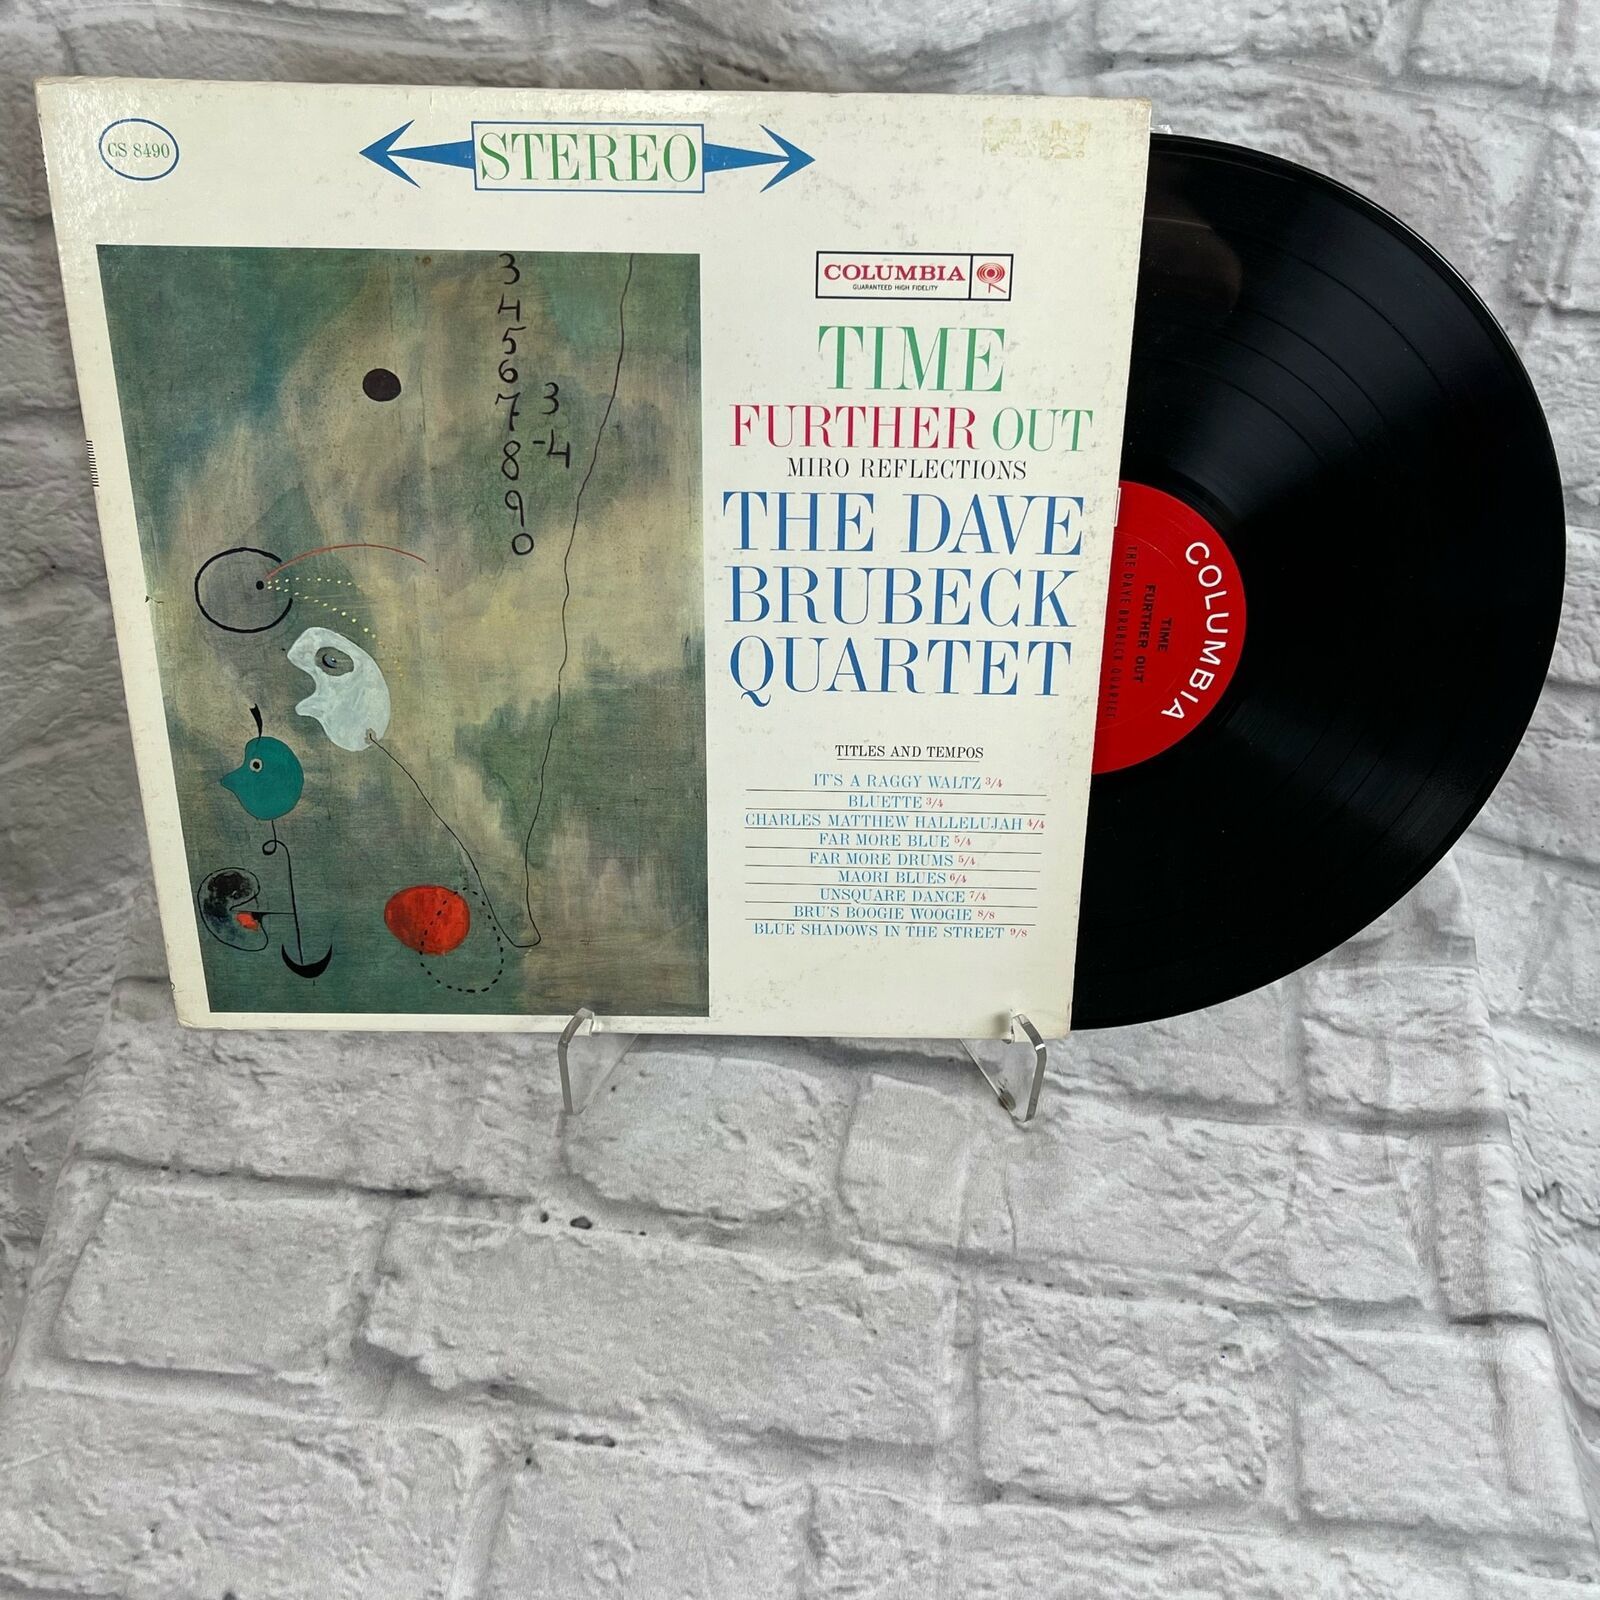 CS 8490
STEREO
COLUMBIA
GUARANTEED HIGH FIDELITY
TIME
FURTHER OUT
MIRO REFLECTIONS
THE DAVE
BRUBECK
QUARTET
TITLES AND TEMPOS
IT'S A RAGGY WALTZ 3/4
BLUETTE 3/4
CHARLES MATTHEW HALLELUJAH 4/4
FAR MORE BLUE 5/4
FAR MORE DRUMS 5/4
MAORI BLUES 6/4
UNSQUARE DANCE 7/4
BRU'S BOOGIE WOOGIE 8/8
BLUE SHADOWS IN THE STREET 9/8
3
4
5
6
7 3
8 -4
9
0
COLUMBIA
TIME
FURTHER OUT
THE DAVE BRUBECK QUARTET